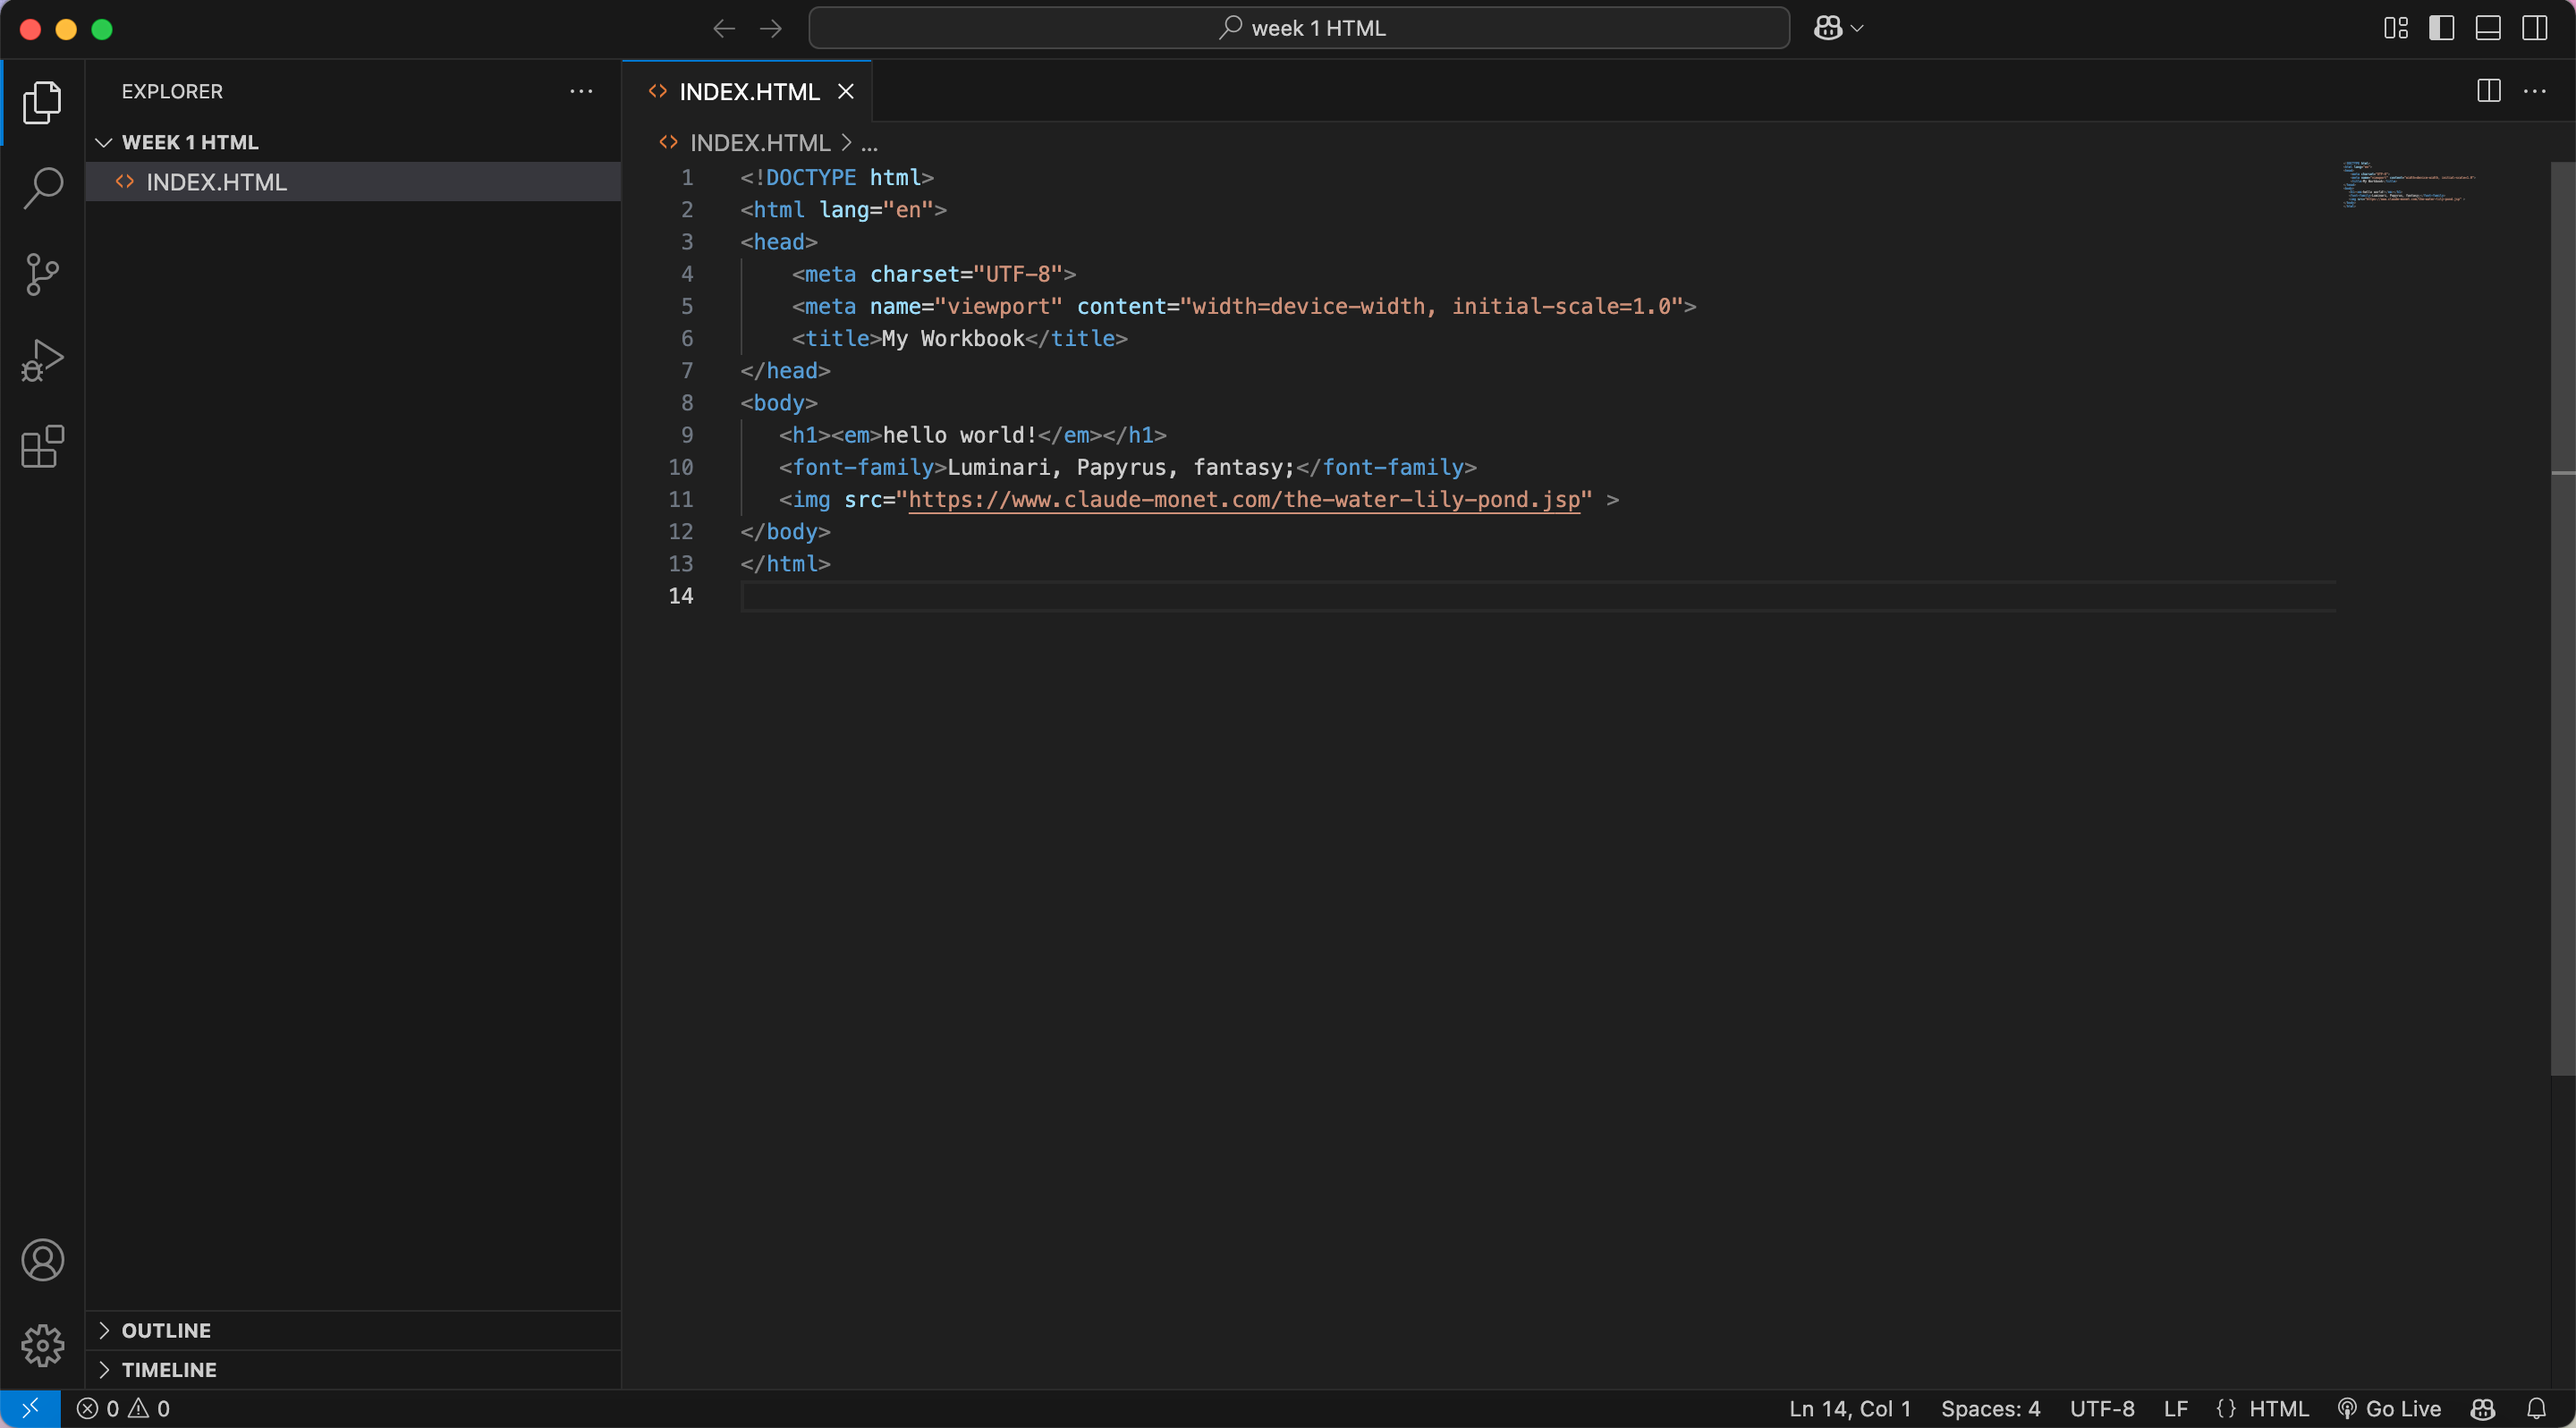 week 1 HTML
EXPLORER
WEEK 1 HTML
INDEX.HTML
INDEX.HTML
INDEX.HTML > ...
1 <!DOCTYPE html>
2 <html lang="en">
3 <head>
4     <meta charset="UTF-8">
5     <meta name="viewport" content="width=device-width, initial-scale=1.0">
6     <title>My Workbook</title>
7 </head>
8 <body>
9    <h1><em>hello world!</em></h1>
10    <font-family>Luminari, Papyrus, fantasy;</font-family>
11    <img src="https://www.claude-monet.com/the-water-lily-pond.jsp" >
12 </body>
13 </html>
14
OUTLINE
TIMELINE
0 0 Ln 14, Col 1 Spaces: 4 UTF-8 LF {} HTML Go Live